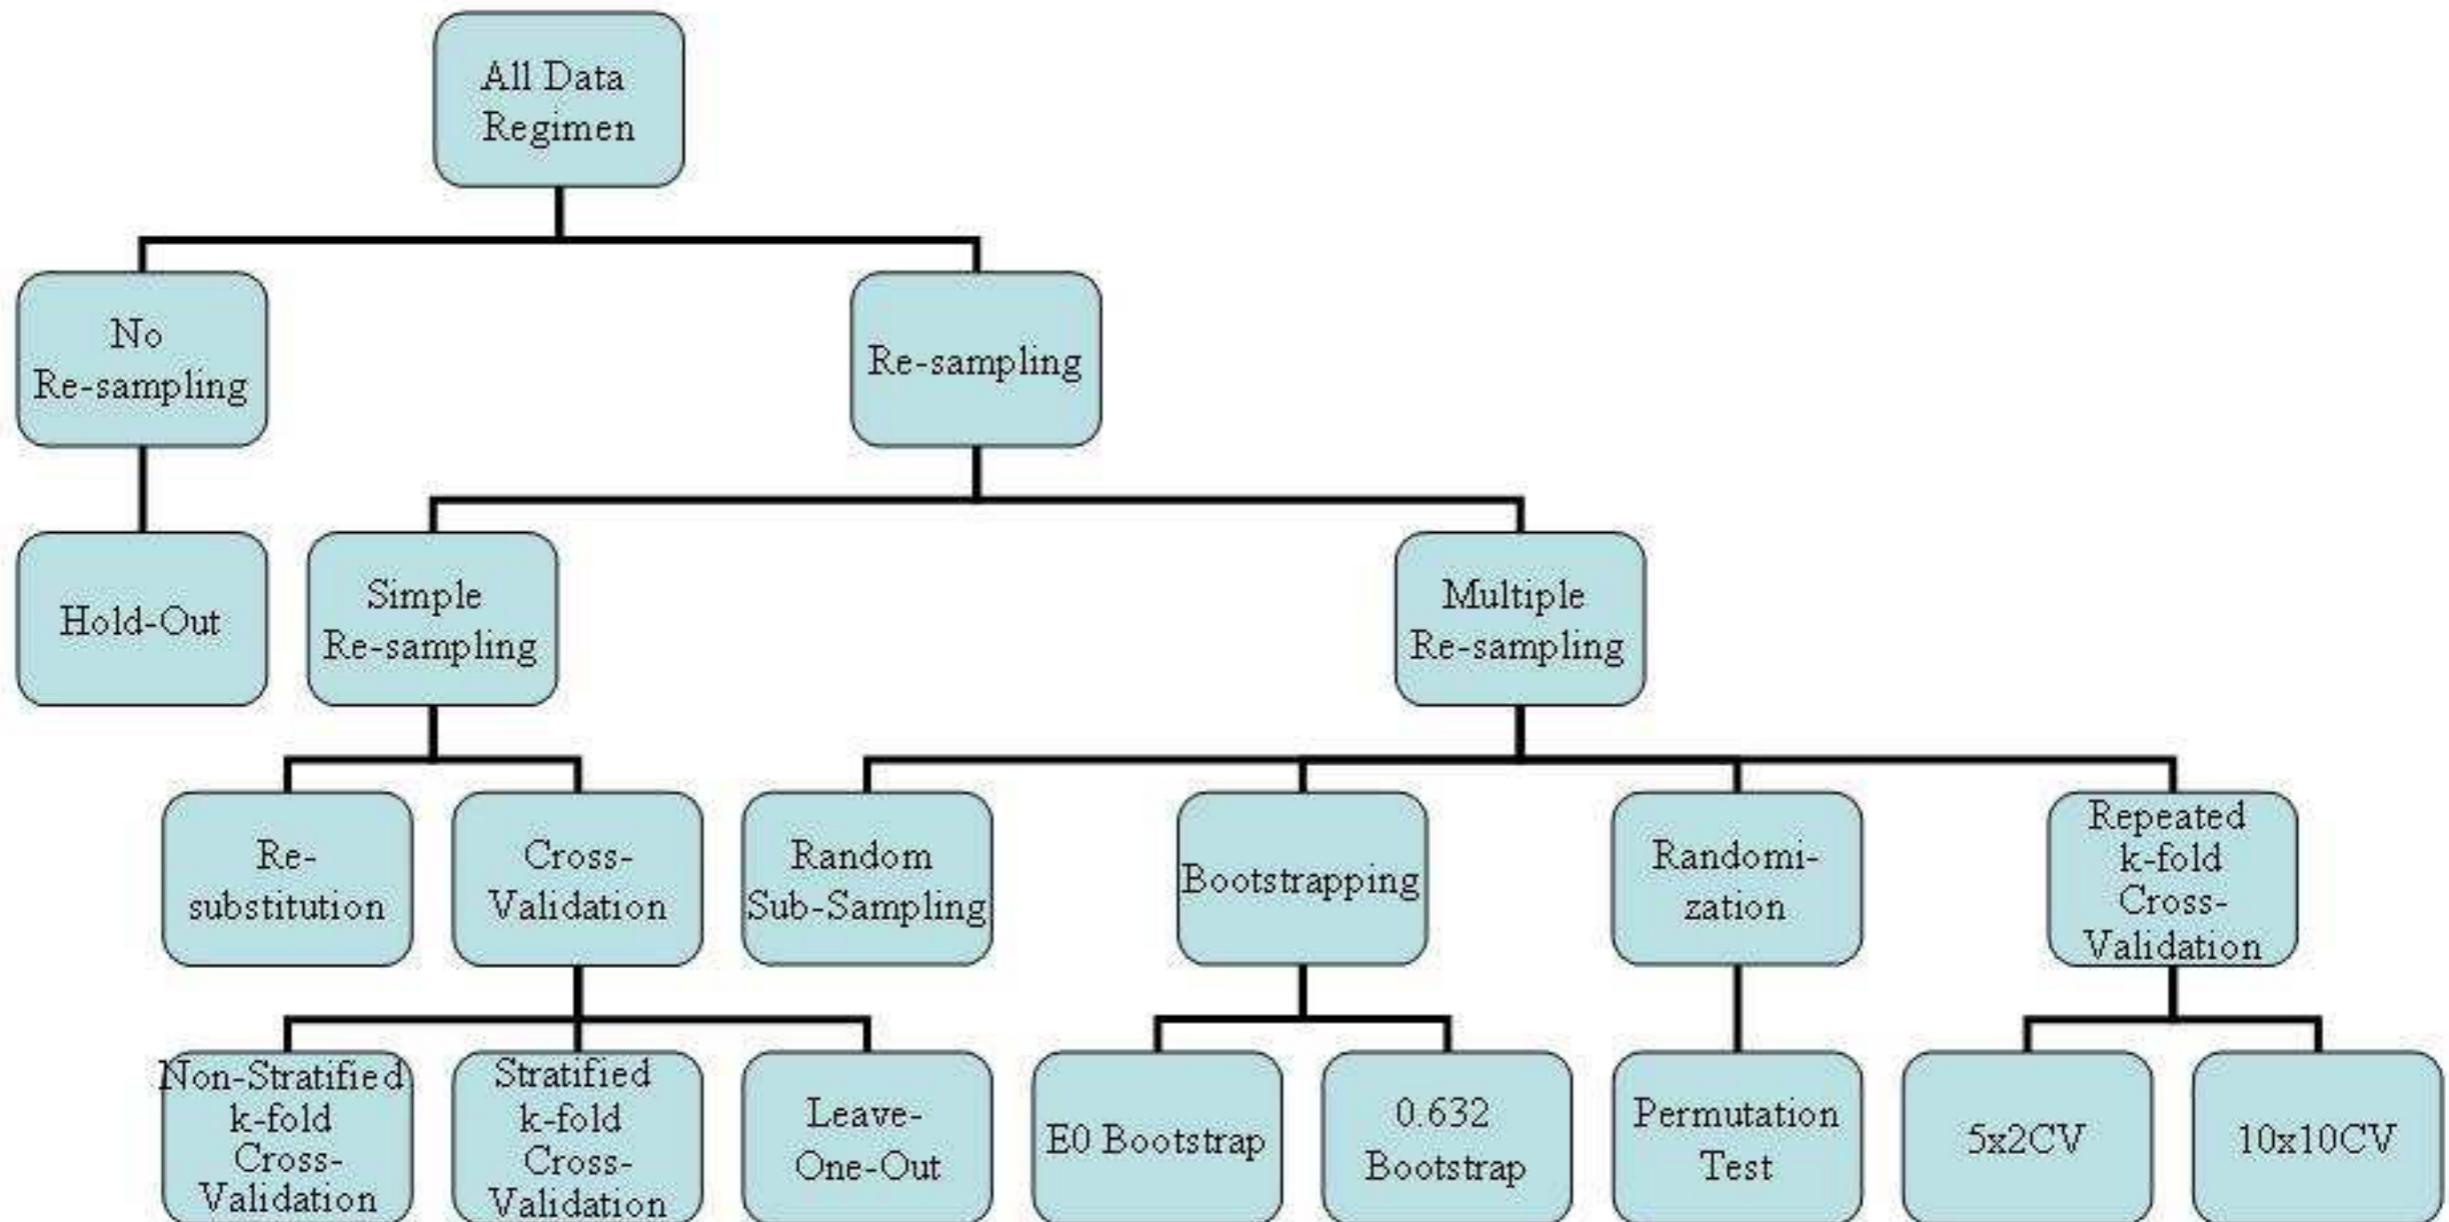 All Data
Regimen
No
Re-sampling
Re-sampling
Hold-Out
Simple
Re-sampling
Multiple
Re-sampling
Re-
substitution
Cross-
Validation
Random
Sub-Sampling
Bootstrapping
Randomi-
zation
Repeated
k-fold
Cross-
Validation
Non-Stratified
k-fold
Cross-
Validation
Stratified
k-fold
Cross-
Validation
Leave-
One-Out
E0 Bootstrap
0.632
Bootstrap
Permutation
Test
5x2CV
10x10CV